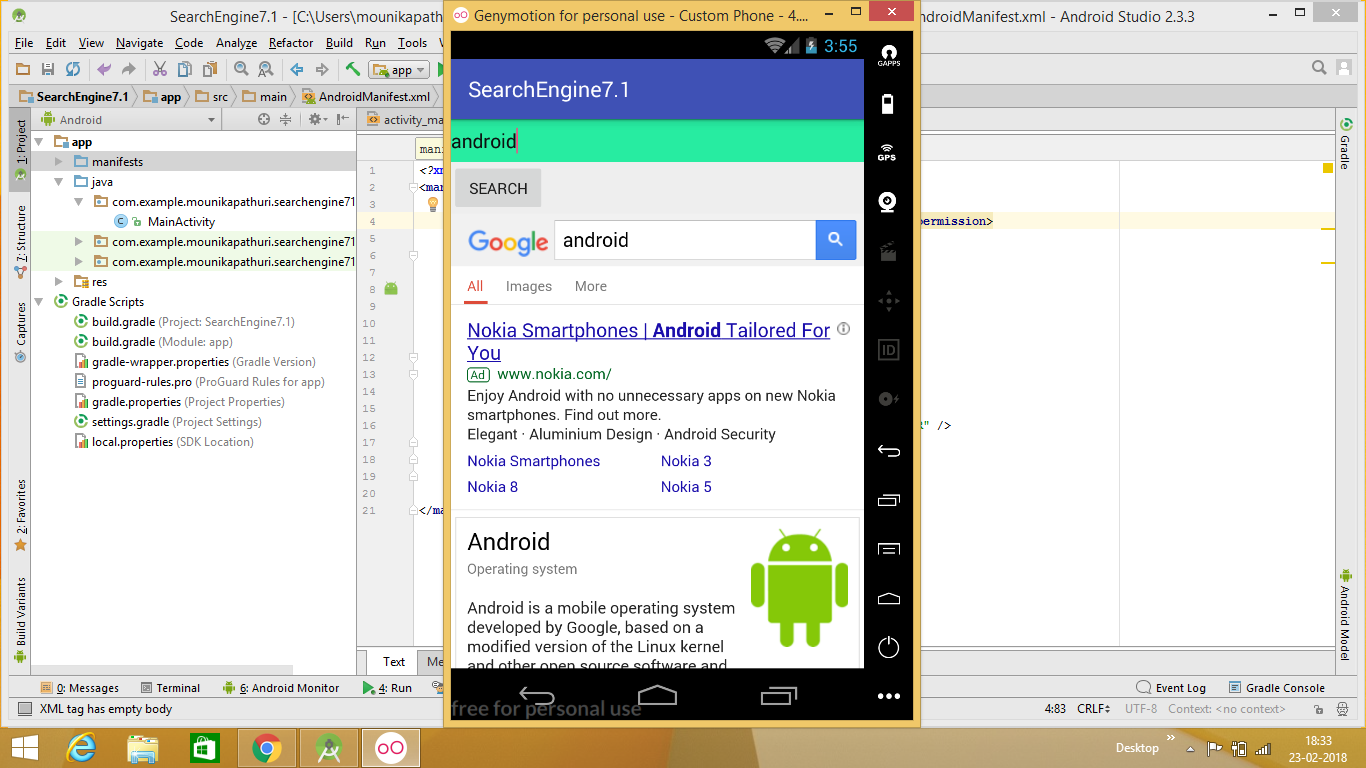 SearchEngine7.1 - [C:\Users\mounikapathu
Genymotion for personal use - Custom Phone - 4....
ndroidManifest.xml - Android Studio 2.3.3
File Edit View Navigate Code Analyze Refactor Build Run Tools
app
SearchEngine7.1 app src main AndroidManifest.xml
Android
activity_ma
1: Project
7: Structure
Captures
2: Favorites
Build Variants
app
manifests
java
com.example.mounikapathuri.searchengine71
MainActivity
com.example.mounikapathuri.searchengine71
com.example.mounikapathuri.searchengine71
res
Gradle Scripts
build.gradle (Project: SearchEngine7.1)
build.gradle (Module: app)
gradle-wrapper.properties (Gradle Version)
proguard-rules.pro (ProGuard Rules for app)
gradle.properties (Project Properties)
settings.gradle (Project Settings)
local.properties (SDK Location)
mani
1 <?xm
2 <man
3
4 permission>
5
6
7
8
9
10
11
12
13
14
15
16 " />
17
18
19
20
21 </ma
Text Me
3:55
SearchEngine7.1
android
SEARCH
Google android
All Images More
Nokia Smartphones | Android Tailored For
You
Ad www.nokia.com/
Enjoy Android with no unnecessary apps on new Nokia
smartphones. Find out more.
Elegant · Aluminium Design · Android Security
Nokia Smartphones Nokia 3
Nokia 8 Nokia 5
Android
Operating system
Android is a mobile operating system
developed by Google, based on a
modified version of the Linux kernel
and other open source software and
free for personal use
GAPPS
GPS
ID
Gradle
Android Model
0: Messages Terminal 6: Android Monitor 4: Run
Event Log Gradle Console
XML tag has empty body
4:83 CRLF UTF-8 Context: <no context>
Desktop
18:33
23-02-2018